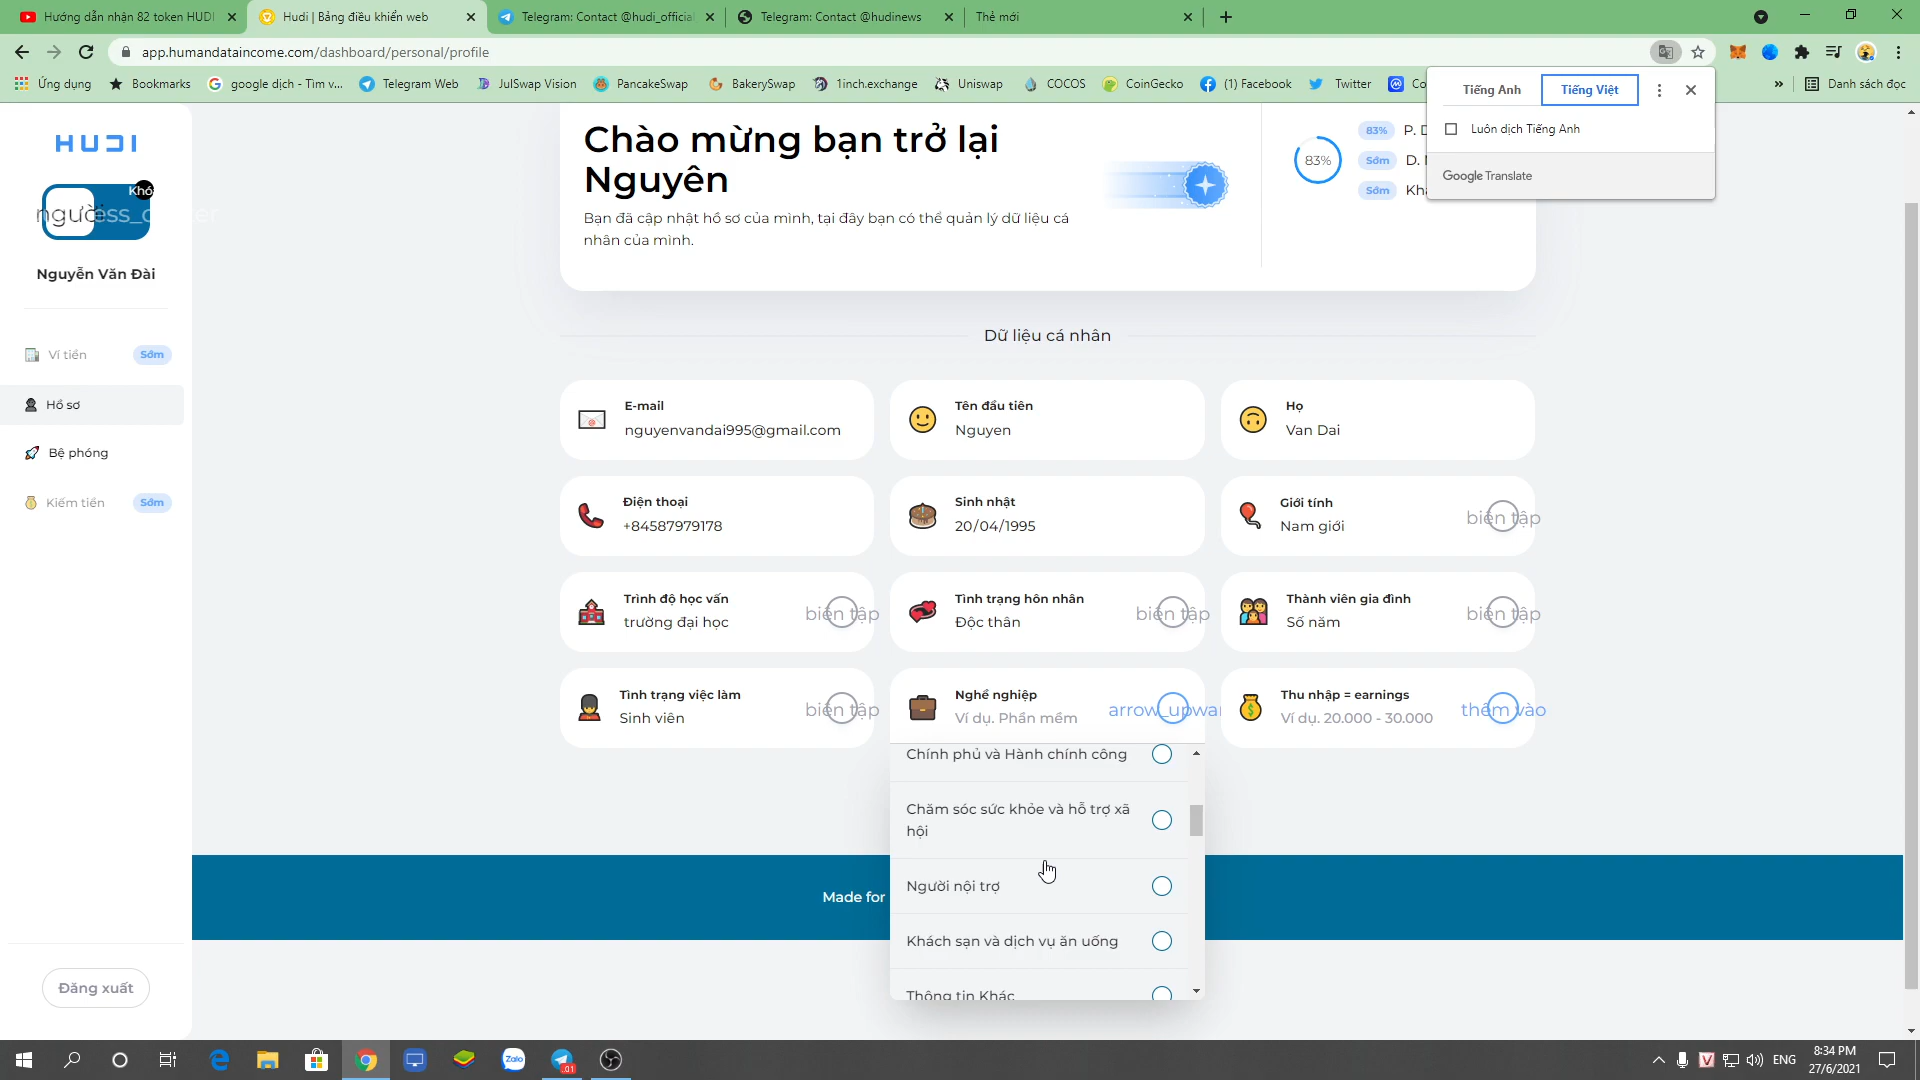 Hướng dẫn nhận 82 token HUDI
Hudi | Bảng điều khiển web
Telegram: Contact @hudi_official
Telegram: Contact @hudinews
Thẻ mới
app.humandataincome.com/dashboard/personal/profile
Ứng dụng
Bookmarks
google dịch - Tìm v...
Telegram Web
JulSwap Vision
PancakeSwap
BakerySwap
1inch.exchange
Uniswap
COCOS
CoinGecko
(1) Facebook
Twitter
Co
»
Danh sách đọc
Tiếng Anh
Tiếng Việt
Luôn dịch Tiếng Anh
Google Translate
HUDI
Khó
người
Nguyễn Văn Đài
Ví tiền
Sớm
Hồ sơ
Bệ phóng
Kiếm tiền
Sớm
Đăng xuất
Chào mừng bạn trở lại
Nguyên
Bạn đã cập nhật hồ sơ của mình, tại đây bạn có thể quản lý dữ liệu cá
nhân của mình.
83%
83% P. D
Sớm D.
Sớm Kh
Dữ liệu cá nhân
E-mail
nguyenvandai995@gmail.com
Tên đầu tiên
Nguyen
Họ
Van Dai
Điện thoại
+84587979178
Sinh nhật
20/04/1995
Giới tính
Nam giới
biên tập
Trình độ học vấn
trường đại học
biên tập
Tình trạng hôn nhân
Độc thân
biên tập
Thành viên gia đình
Số năm
biên tập
Tình trạng việc làm
Sinh viên
biên tập
Nghề nghiệp
Ví dụ. Phần mềm
arrow_upwar
Thu nhập = earnings
Ví dụ. 20.000 - 30.000
thêm vào
Chính phủ và Hành chính công
Chăm sóc sức khỏe và hỗ trợ xã
hội
Người nội trợ
Khách sạn và dịch vụ ăn uống
Thông tin Khác
Made for
Zalo
.01
V
ENG
8:34 PM
27/6/2021